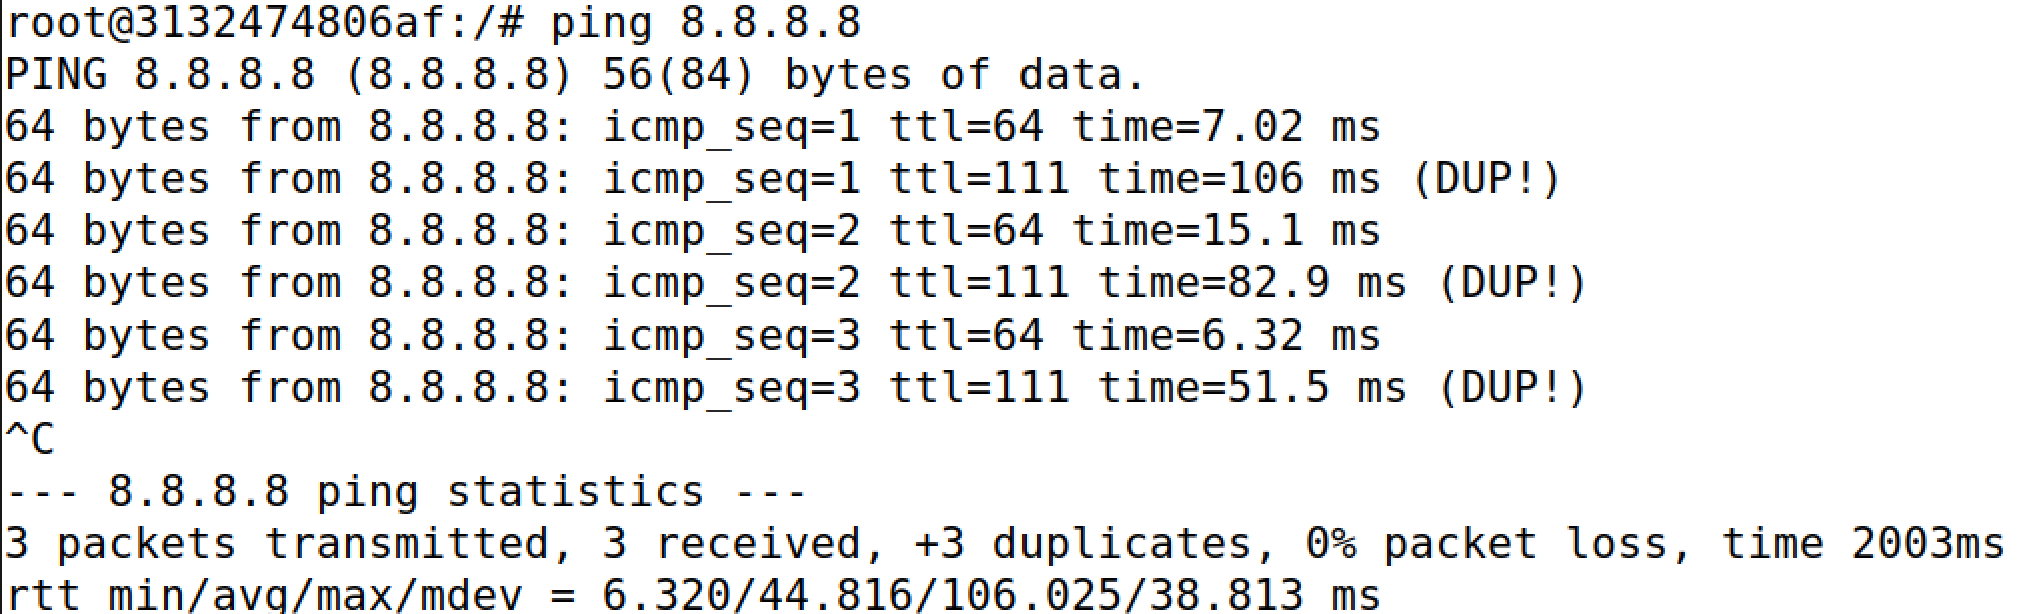 root@3132474806af:/# ping 8.8.8.8
PING 8.8.8.8 (8.8.8.8) 56(84) bytes of data.
64 bytes from 8.8.8.8: icmp_seq=1 ttl=64 time=7.02 ms
64 bytes from 8.8.8.8: icmp_seq=1 ttl=111 time=106 ms (DUP!)
64 bytes from 8.8.8.8: icmp_seq=2 ttl=64 time=15.1 ms
64 bytes from 8.8.8.8: icmp_seq=2 ttl=111 time=82.9 ms (DUP!)
64 bytes from 8.8.8.8: icmp_seq=3 ttl=64 time=6.32 ms
64 bytes from 8.8.8.8: icmp_seq=3 ttl=111 time=51.5 ms (DUP!)
^C
--- 8.8.8.8 ping statistics ---
3 packets transmitted, 3 received, +3 duplicates, 0% packet loss, time 2003ms
rtt min/avg/max/mdev = 6.320/44.816/106.025/38.813 ms